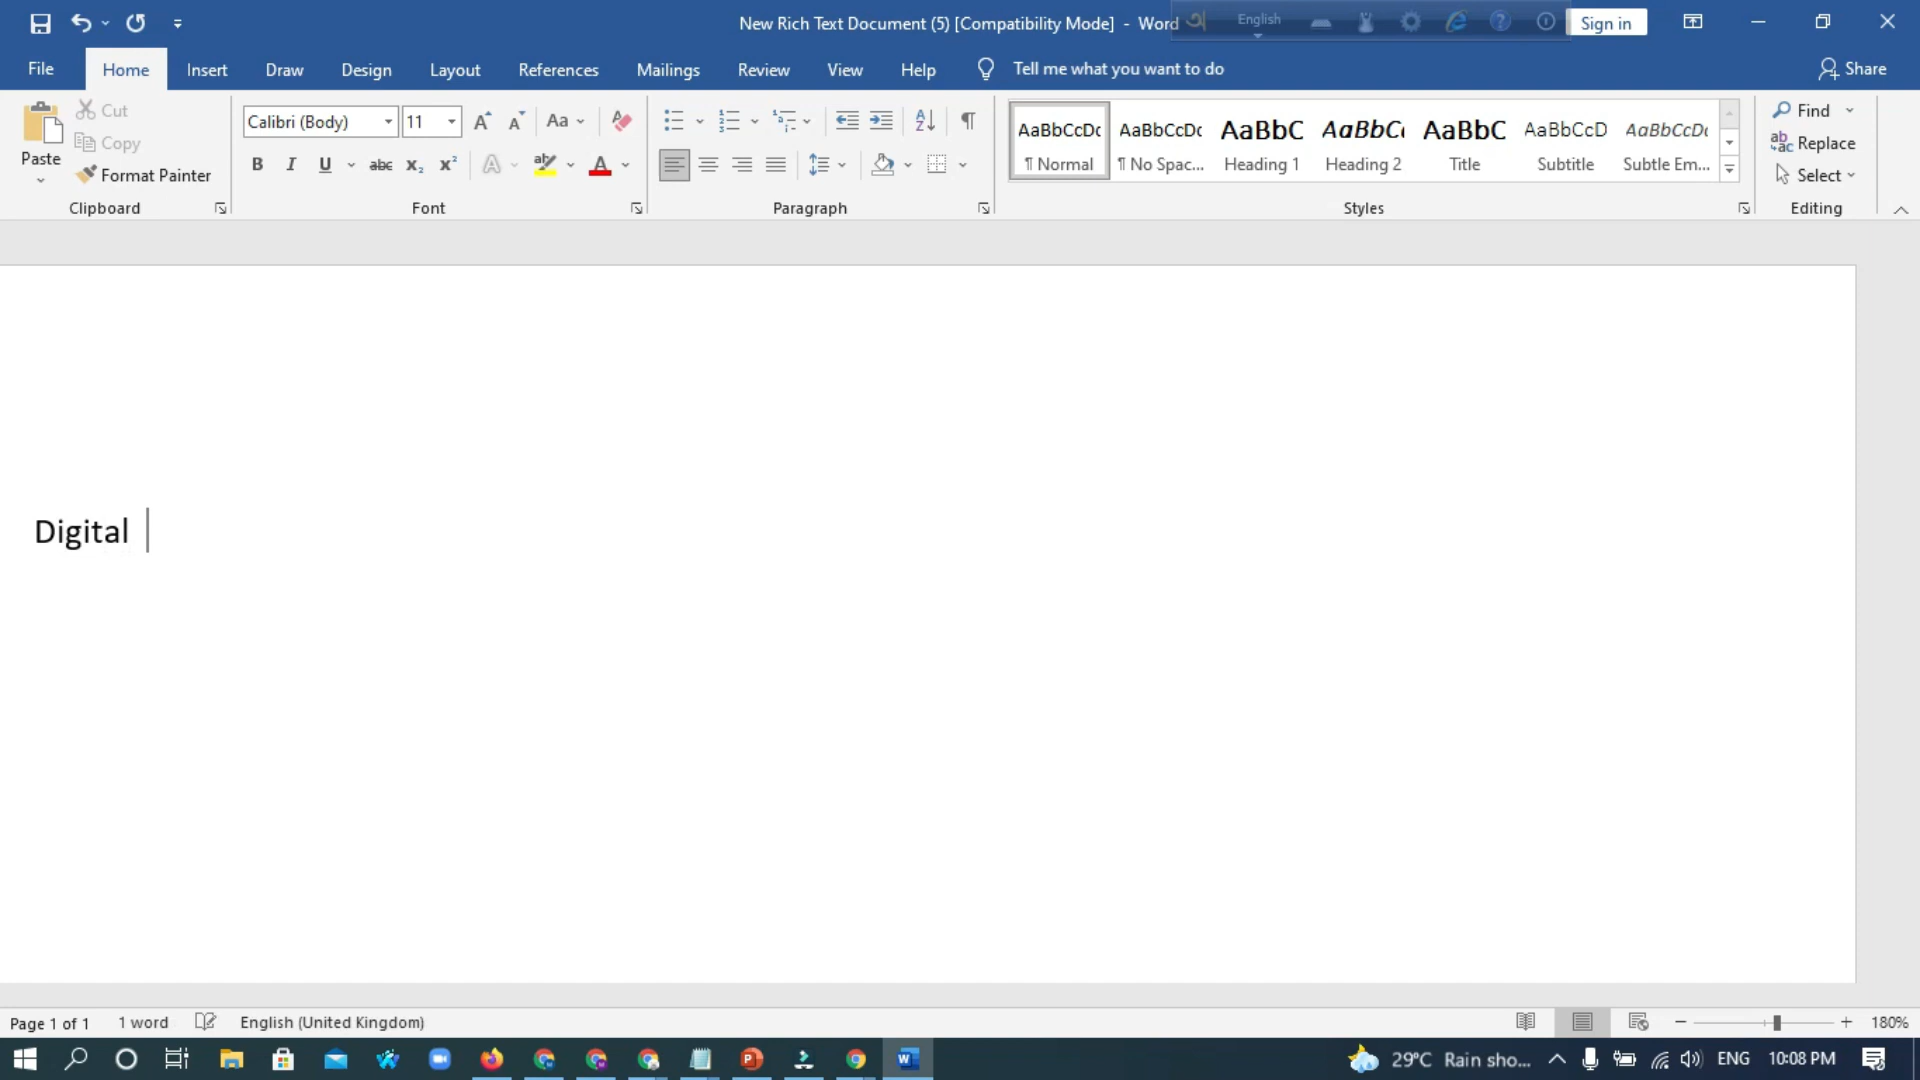 New Rich Text Document (5) [Compatibility Mode] - Word
English
Sign in
File Home Insert Draw Design Layout References Mailings Review View Help Tell me what you want to do Share
Paste
Cut
Copy
Format Painter
Clipboard
Calibri (Body) 11
Font
Paragraph
AaBbCcDc ¶ Normal
AaBbCcDc ¶ No Spac...
AaBbC Heading 1
AaBbC Heading 2
AaBbC Title
AaBbCcD Subtitle
AaBbCcDc Subtle Em...
Styles
Find
Replace
Select
Editing
Digital
Page 1 of 1 1 word English (United Kingdom) 180%
29°C Rain sho... ENG 10:08 PM